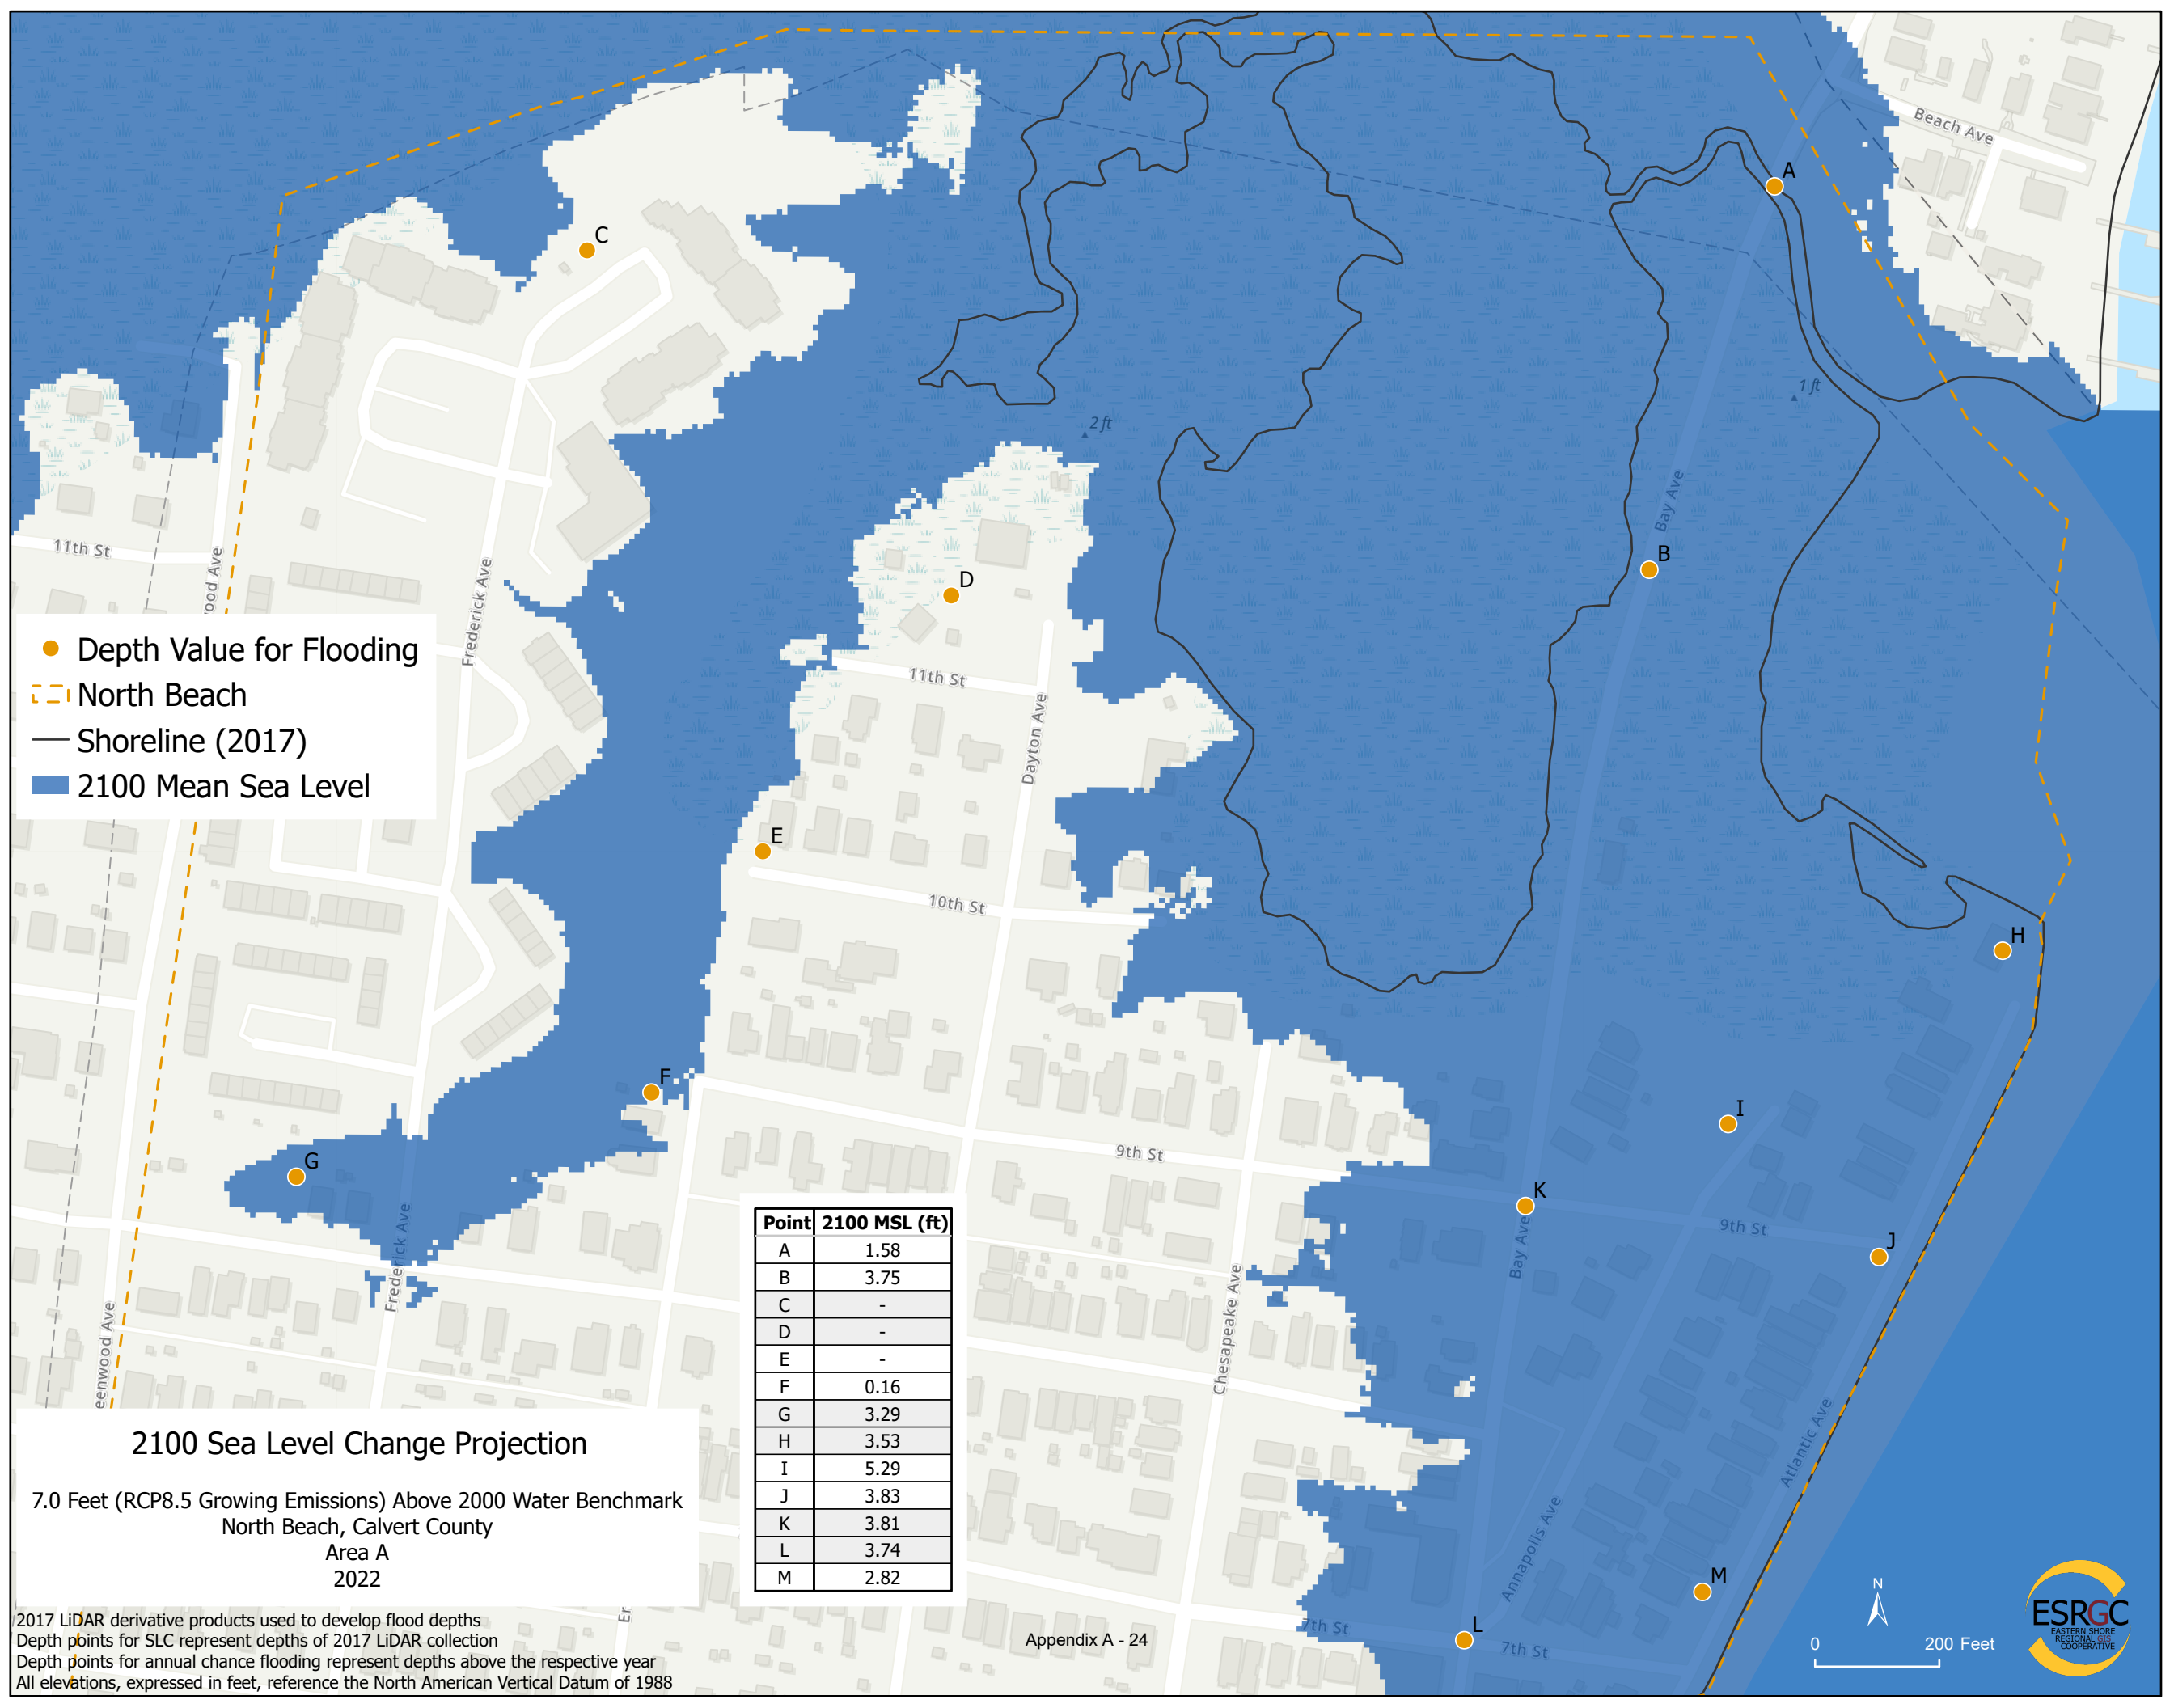 Beach Ave
A
C
2 ft
1 ft
Bay Ave
11th St
B
D
Frederick Ave
Depth Value for Flooding
North Beach
Shoreline (2017)
2100 Mean Sea Level
11th St
Dayton Ave
E
10th St
H
F
I
G
9th St
K
9th St
J
Frederick Ave
Bay Ave
Chesapeake Ave
Point 2100 MSL (ft)
A 1.58
B 3.75
C -
D -
E -
F 0.16
G 3.29
H 3.53
I 5.29
J 3.83
K 3.81
L 3.74
M 2.82
Atlantic Ave
Annapolis Ave
2100 Sea Level Change Projection
7.0 Feet (RCP8.5 Growing Emissions) Above 2000 Water Benchmark
North Beach, Calvert County
Area A
2022
M
L
7th St
7th St
2017 LiDAR derivative products used to develop flood depths
Depth points for SLC represent depths of 2017 LiDAR collection
Depth points for annual chance flooding represent depths above the respective year
All elevations, expressed in feet, reference the North American Vertical Datum of 1988
Appendix A - 24
N
0 200 Feet
ESRGC
EASTERN SHORE
REGIONAL GIS
COOPERATIVE